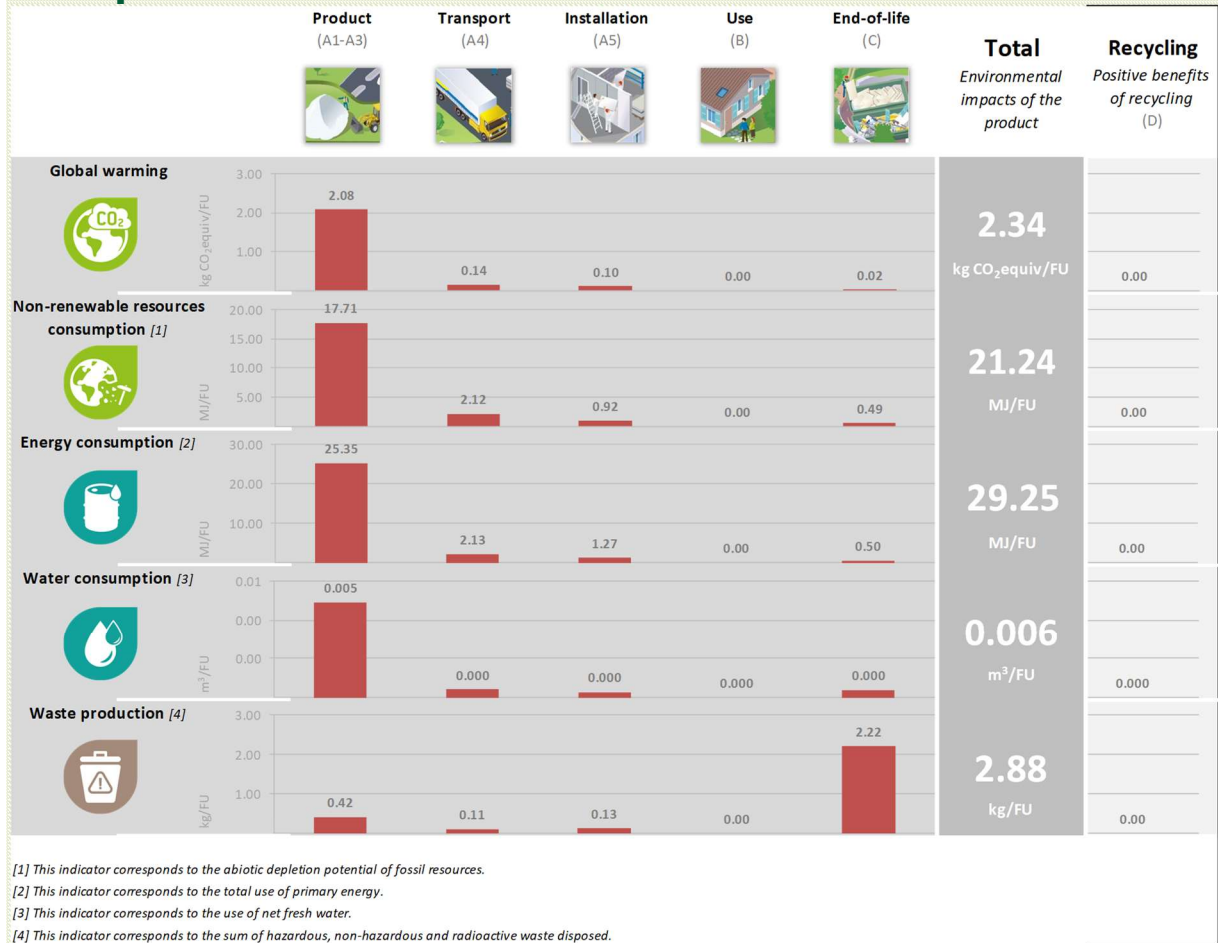 Product
(A1-A3)
Transport
(A4)
Installation
(A5)
Use
(B)
End-of-life
(C)
Total
Environmental
impacts of the
product
Recycling
Positive benefits
of recycling
(D)
Global warming
CO2
kg CO2equiv/FU
3.00
2.00
1.00
2.08
0.14
0.10
0.00
0.02
2.34
kg CO2equiv/FU
0.00
Non-renewable resources
consumption [1]
MJ/FU
20.00
15.00
10.00
5.00
17.71
2.12
0.92
0.00
0.49
21.24
MJ/FU
0.00
Energy consumption [2]
MJ/FU
30.00
20.00
10.00
25.35
2.13
1.27
0.00
0.50
29.25
MJ/FU
0.00
Water consumption [3]
m³/FU
0.01
0.00
0.00
0.005
0.000
0.000
0.000
0.000
0.006
m³/FU
0.000
Waste production [4]
kg/FU
3.00
2.00
1.00
0.42
0.11
0.13
0.00
2.22
2.88
kg/FU
0.00
[1] This indicator corresponds to the abiotic depletion potential of fossil resources.
[2] This indicator corresponds to the total use of primary energy.
[3] This indicator corresponds to the use of net fresh water.
[4] This indicator corresponds to the sum of hazardous, non-hazardous and radioactive waste disposed.